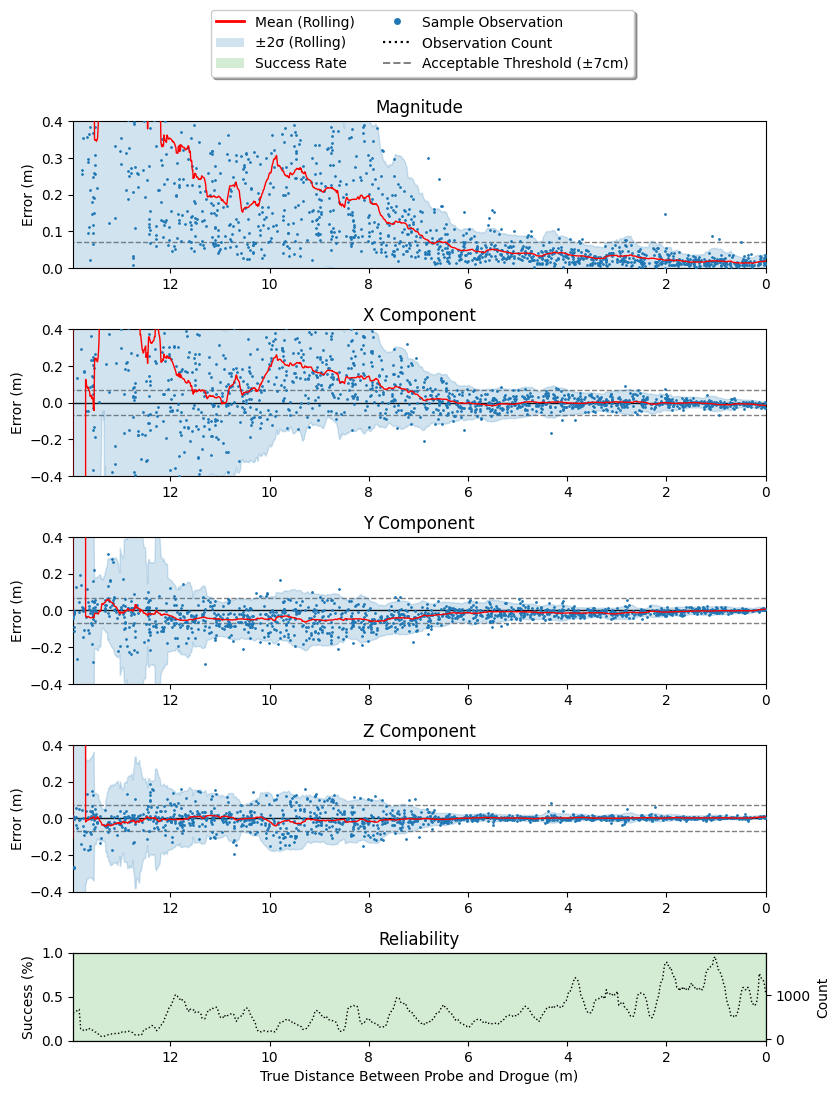 Mean (Rolling) Sample Observation
±2σ (Rolling) Observation Count
Success Rate Acceptable Threshold (±7cm)
Magnitude
0.4
0.3
0.2
0.1
0.0
Error (m)
12 10 8 6 4 2 0
X Component
0.4
0.2
0.0
−0.2
−0.4
Error (m)
12 10 8 6 4 2 0
Y Component
0.4
0.2
0.0
−0.2
−0.4
Error (m)
12 10 8 6 4 2 0
Z Component
0.4
0.2
0.0
−0.2
−0.4
Error (m)
12 10 8 6 4 2 0
Reliability
1.0
0.5
0.0
Success (%)
1000
0
Count
12 10 8 6 4 2 0
True Distance Between Probe and Drogue (m)